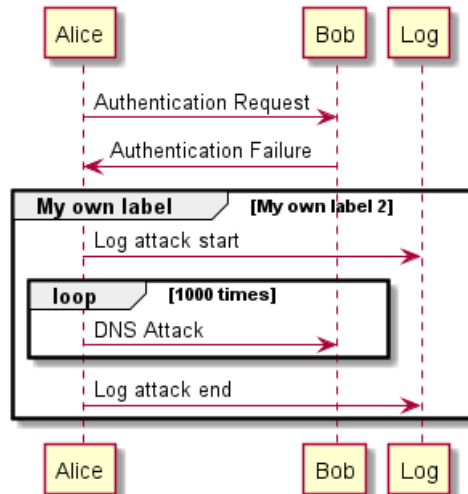 Alice Bob Log
Authentication Request
Authentication Failure
My own label [My own label 2]
Log attack start
loop [1000 times]
DNS Attack
Log attack end
Alice Bob Log